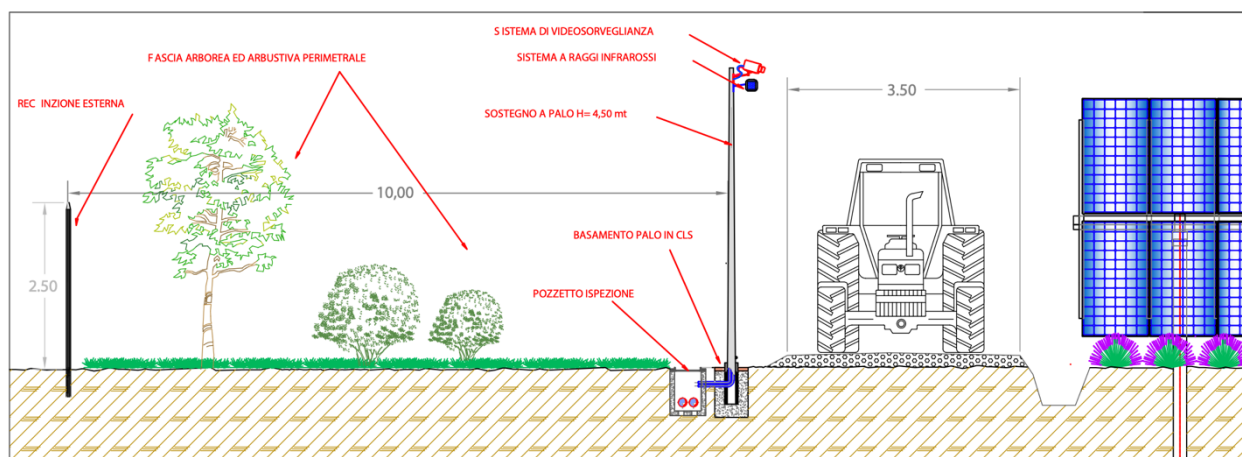 S ISTEMA DI VIDEOSORVEGLIANZA
SISTEMA A RAGGI INFRAROSSI
F ASCIA ARBOREA ED ARBUSTIVA PERIMETRALE
REC INZIONE ESTERNA
3.50
SOSTEGNO A PALO H= 4,50 mt
10,00
BASAMENTO PALO IN CLS
2.50
POZZETTO ISPEZIONE